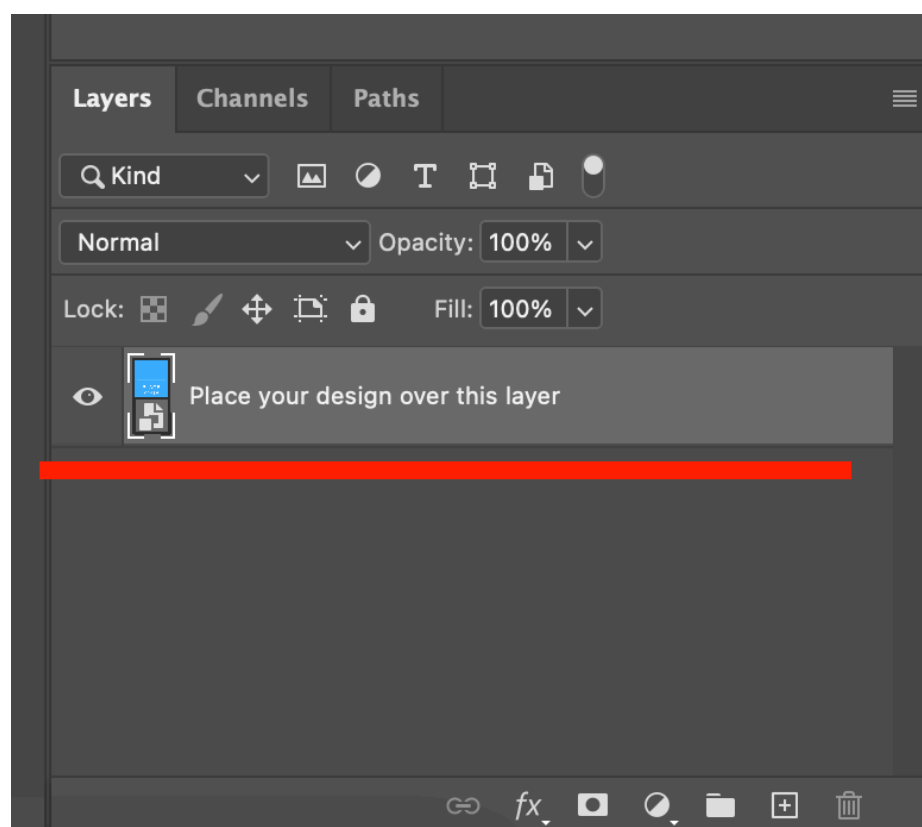 Layers Channels Paths
Kind
Normal Opacity: 100%
Lock: Fill: 100%
Place your design over this layer
fx